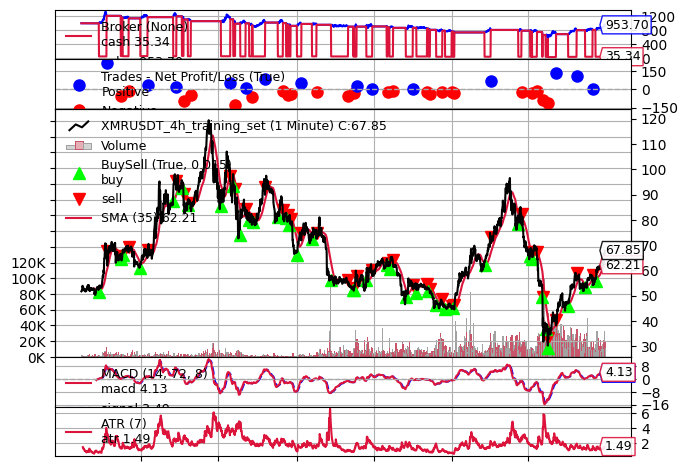 Broker (None)
cash 35.34
1200
800
400
0
953.70
35.34
Trades - Net Profit/Loss (True)
Positive
Negative
150
0
−150
XMRUSDT_4h_training_set (1 Minute) C:67.85
Volume
BuySell (True, 0.015)
buy
sell
SMA (35) 62.21
120
110
100
90
80
70
60
50
40
30
67.85
62.21
120K
100K
80K
60K
40K
20K
0K
MACD (14, 72, 8)
macd 4.13
signal 3.49
8
0
−8
−16
4.13
ATR (7)
atr 1.49
6
4
2
1.49